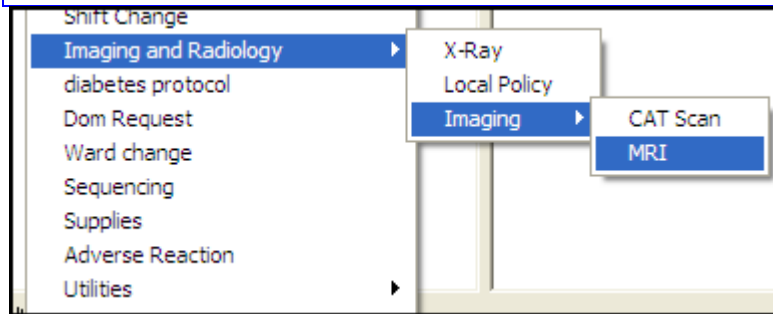 Shift Change
Imaging and Radiology
diabetes protocol
Dom Request
Ward change
Sequencing
Supplies
Adverse Reaction
Utilities
X-Ray
Local Policy
Imaging
CAT Scan
MRI